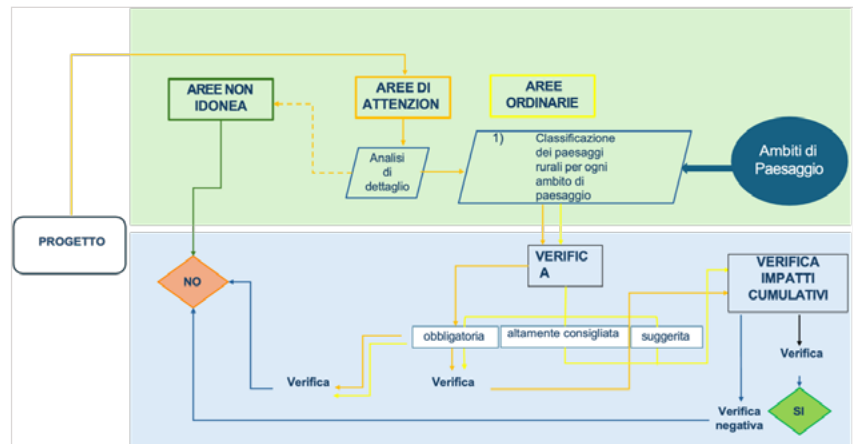 AREE NON
IDONEA
AREE DI
ATTENZION
AREE
ORDINARIE
1) Classificazione
dei paesaggi
rurali per ogni
ambito di
paesaggio
Analisi
di
dettaglio
Ambiti di
Paesaggio
PROGETTO
NO
VERIFIC
A
VERIFICA
IMPATTI
CUMULATIVI
obbligatoria
altamente consigliata
suggerita
Verifica
Verifica
Verifica
SI
Verifica
negativa